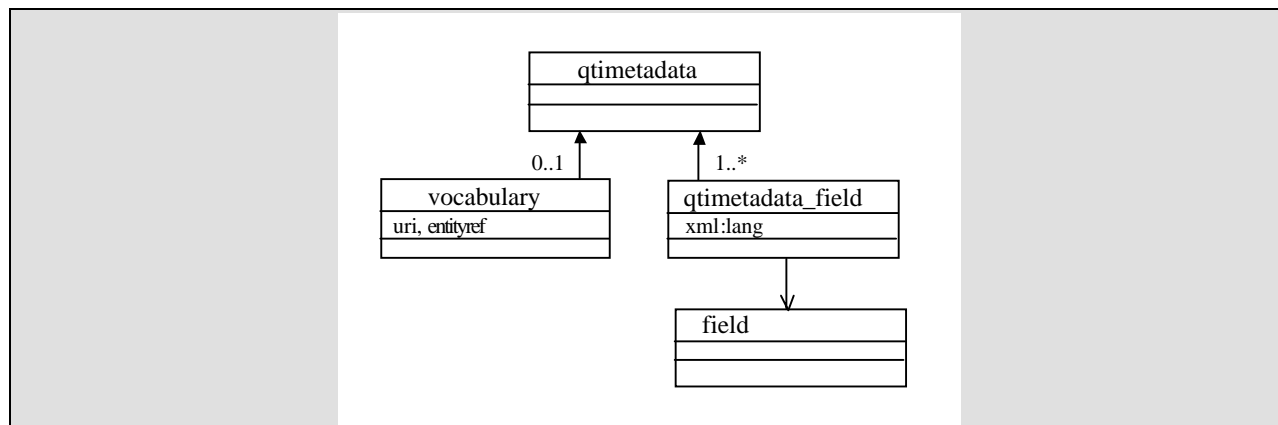 qtimetadata
0..1
1..*
vocabulary
uri, entityref
qtimetadata_field
xml:lang
field